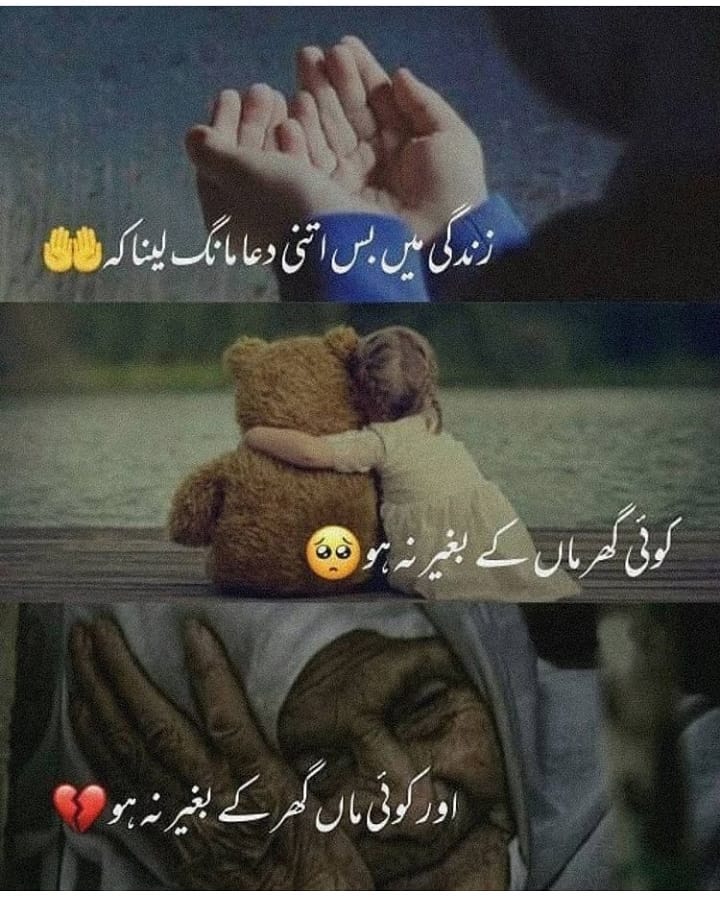 زندگی میں بس اتنی دعا مانگ لینا کہ 🤲
کوئی گھر ماں کے بغیر نہ ہو 🥺
اور کوئی ماں گھر کے بغیر نہ ہو 💔